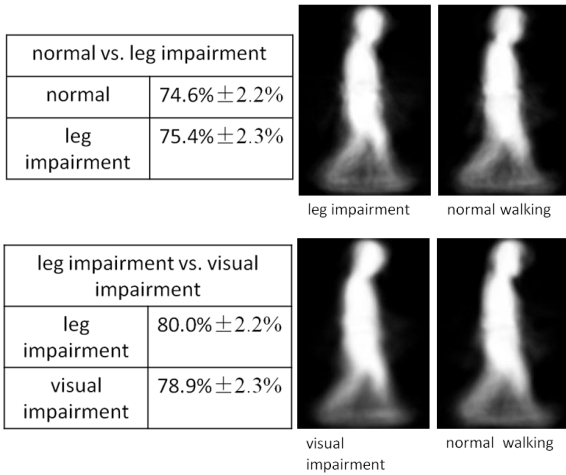 normal vs. leg impairment
normal 74.6%±2.2%
leg
impairment
75.4%±2.3%
leg impairment
normal walking
leg impairment vs. visual
impairment
leg
impairment
80.0%±2.2%
visual
impairment
78.9%±2.3%
visual
impairment
normal walking